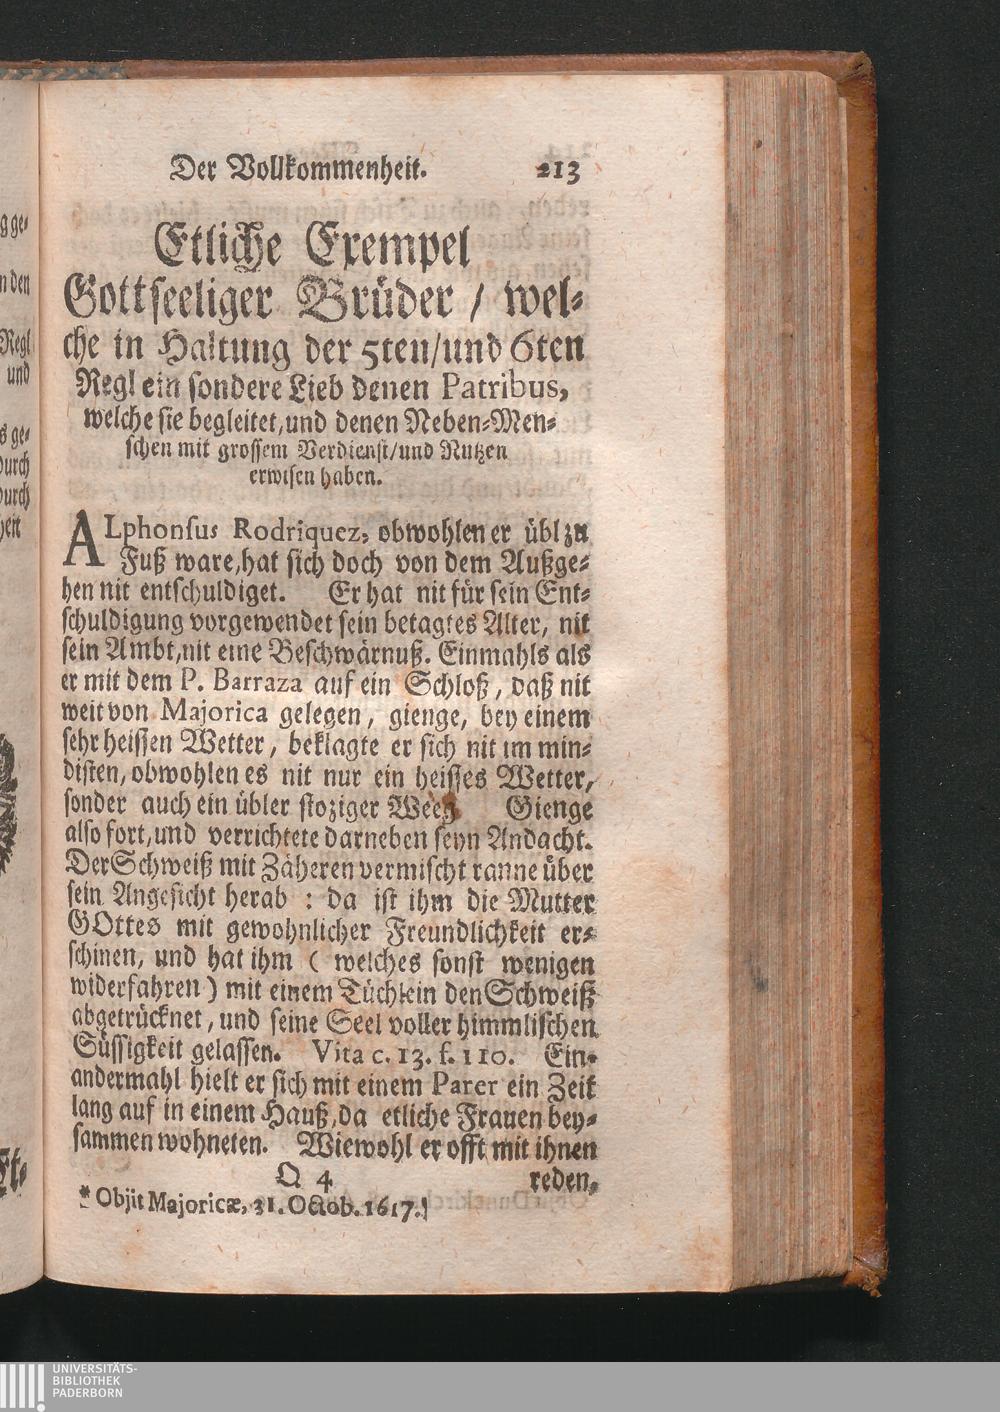 Der Vollkommenheit. 213
Etliche Exempel
Gottseeliger Brüder / wel-
che in Haltung der 5ten/und 6ten
Regl ein sondere Lieb denen Patribus,
welche sie begleitet, und denen Neben-Men-
schen mit grossem Verdienst/und Nutzen
erwisen haben.
ALphonsus Rodriquez, obwohlen er übl zu
Fuß ware, hat sich doch von dem Außge-
hen nit entschuldiget. Er hat nit für sein Ent-
schuldigung vorgewendet sein betagtes Alter, nit
sein Ambt, nit eine Beschwärnuß. Einmahls als
er mit dem P. Barraza auf ein Schloß, daß nit
weit von Majorica gelegen, gienge, bey einem
sehr heissen Wetter, beklagte er sich nit im min-
disten, obwohlen es nit nur ein heisses Wetter,
sonder auch ein übler stoziger Weeg Gienge
also fort, und verrichtete darneben seyn Andacht.
Der Schweiß mit Zäheren vermischt ranne über
sein Angesicht herab : da ist ihm die Mutter
GOttes mit gewohnlicher Freundlichkeit er-
schinen, und hat ihm ( welches sonst wenigen
widerfahren ) mit einem Tüchlein den Schweiß
abgetrücknet, und seine Seel voller himmlischen
Süssigkeit gelassen. Vita c. 13. f. 110. Ein-
andermahl hielt er sich mit einem Pater ein Zeit
lang auf in einem Hauß, da etliche Frauen bey-
sammen wohneten. Wiewohl er offt mit ihnen
Q 4 reden,
* Objit Majoricæ, 31. Octob. 1617.
UNIVERSITÄTS-
BIBLIOTHEK
PADERBORN